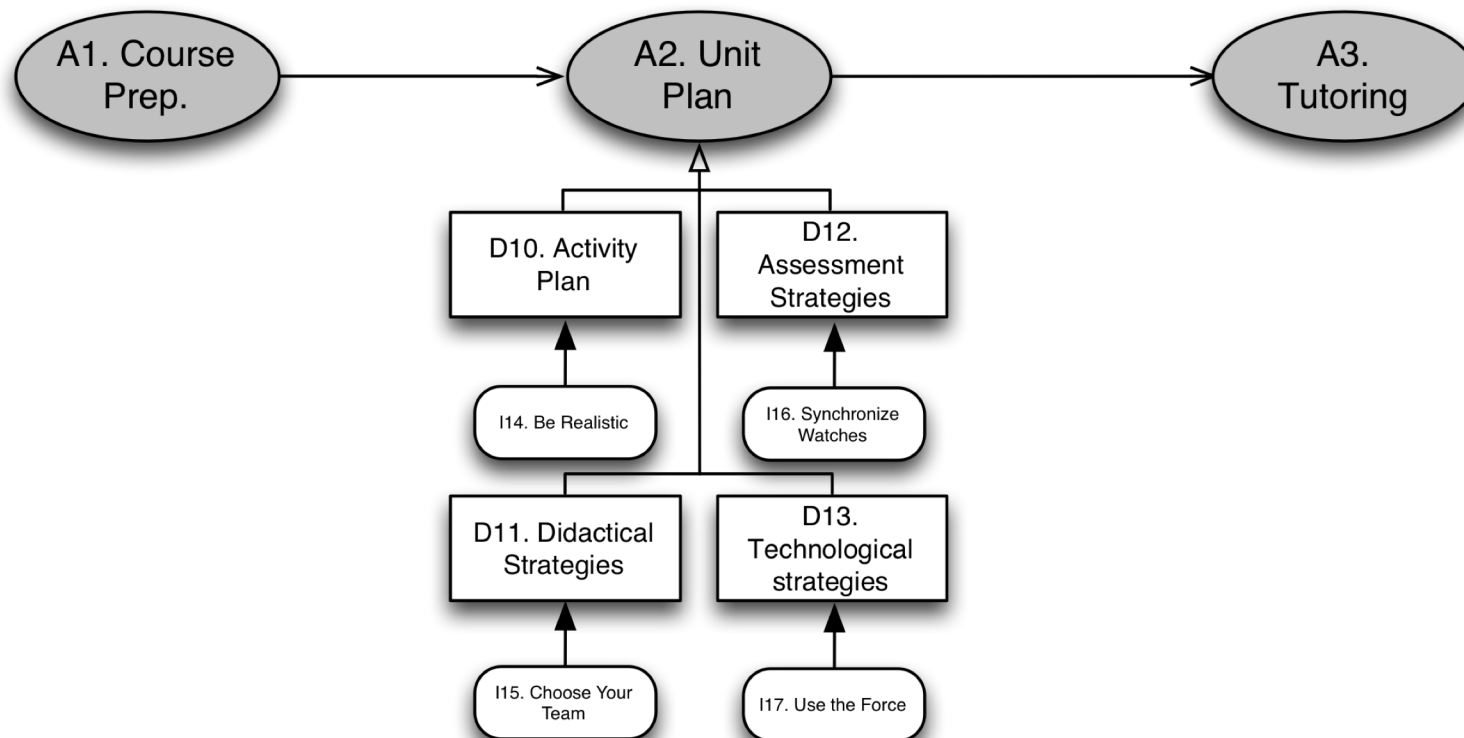 A1. Course
Prep.
A2. Unit
Plan
A3.
Tutoring
D10. Activity
Plan
D12.
Assessment
Strategies
I14. Be Realistic
I16. Synchronize
Watches
D11. Didactical
Strategies
D13.
Technological
strategies
I15. Choose Your
Team
I17. Use the Force